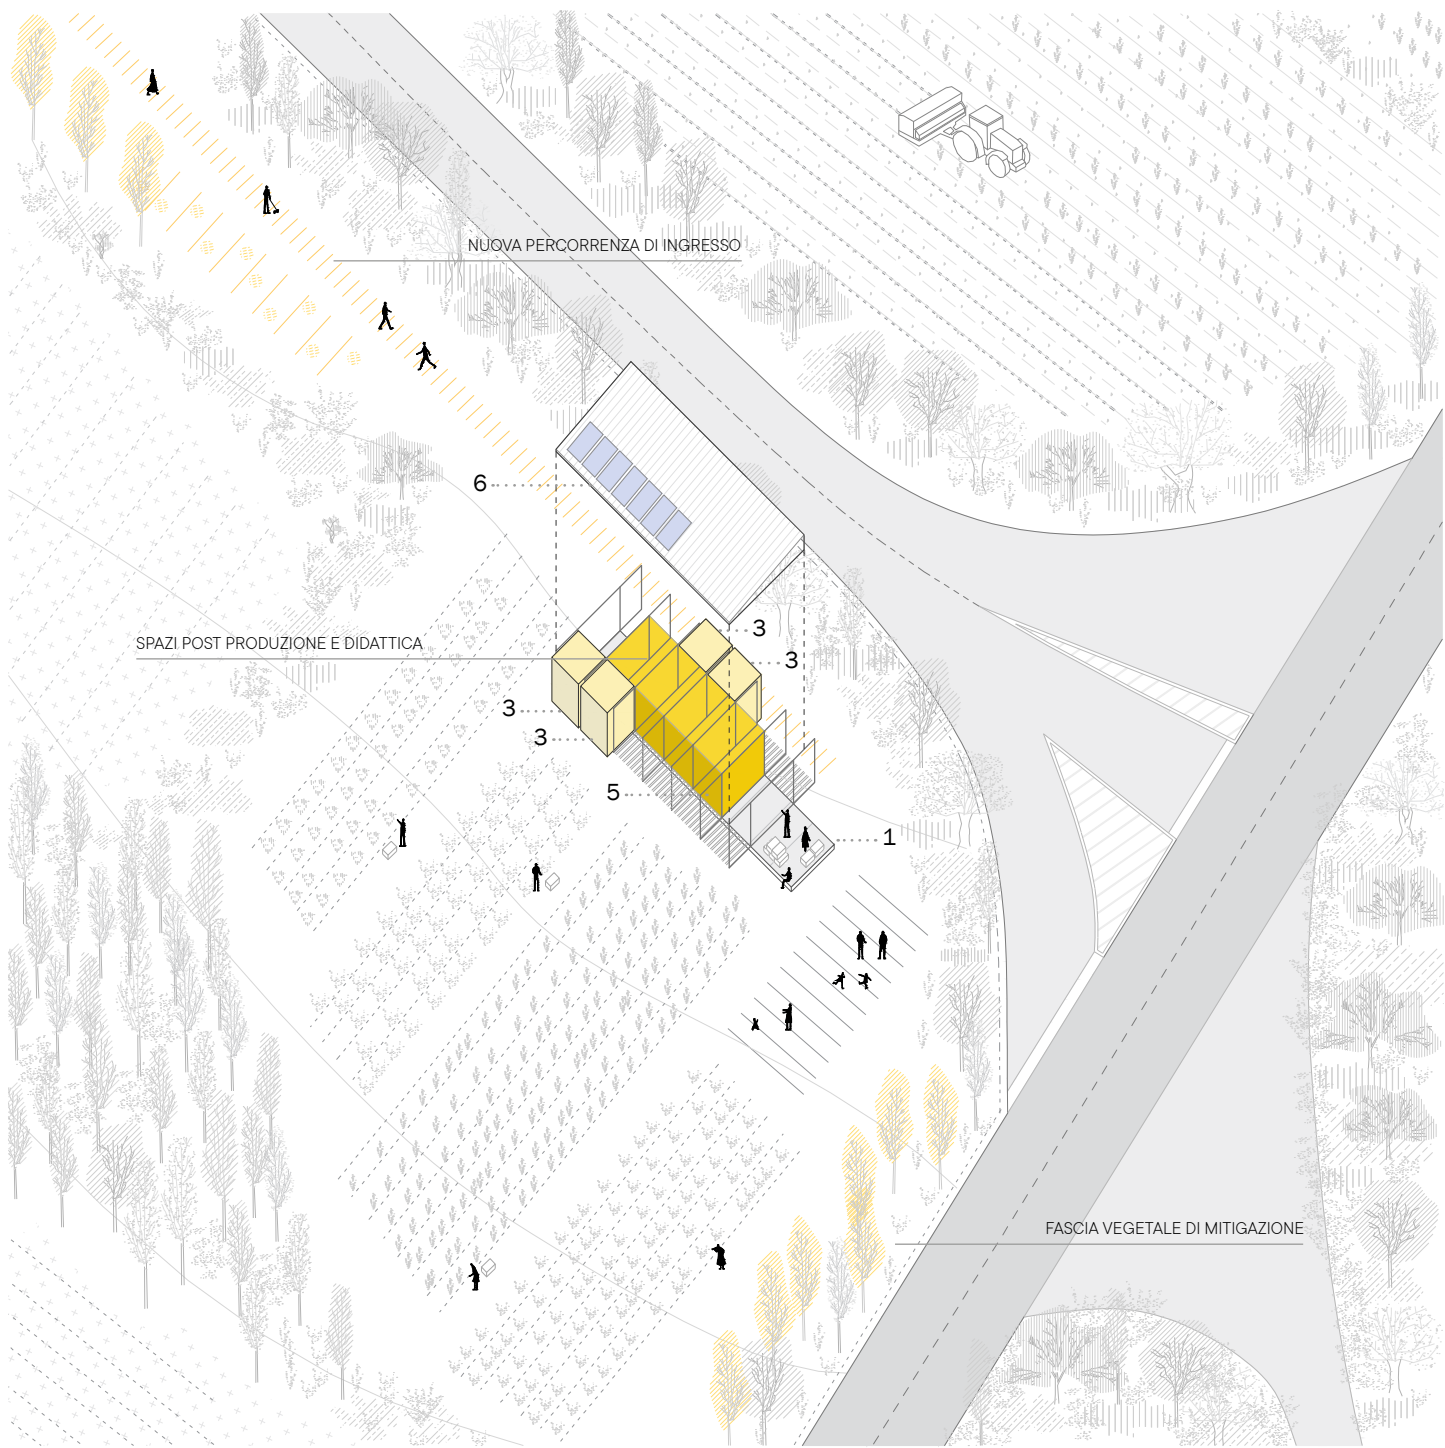 NUOVA PERCORRENZA DI INGRESSO
6
3
SPAZI POST PRODUZIONE E DIDATTICA
3
3
3
5
1
FASCIA VEGETALE DI MITIGAZIONE